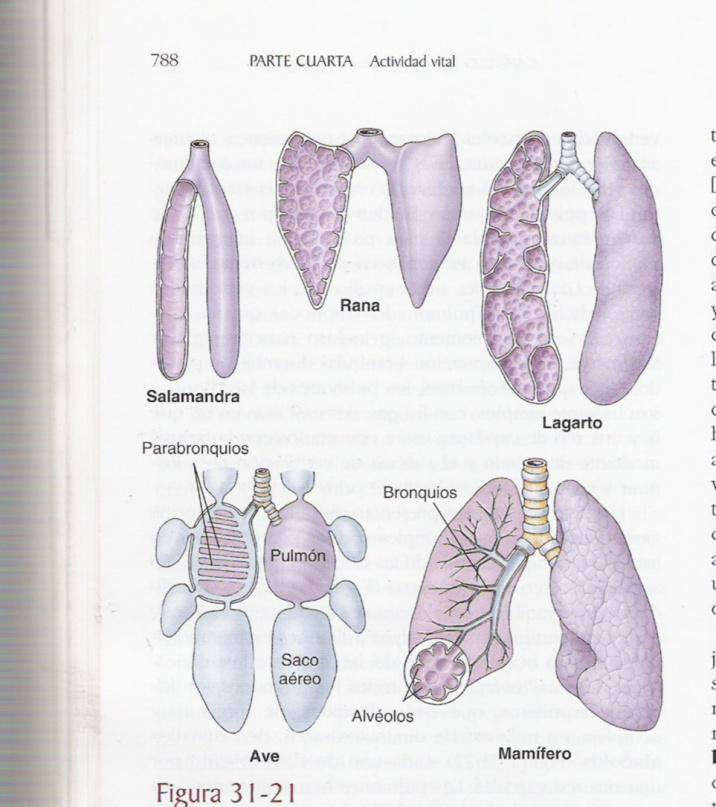 788 PARTE CUARTA Actividad vital
Rana
Salamandra
Lagarto
Parabronquios
Bronquios
Pulmón
Saco
aéreo
Alvéolos
Ave
Mamífero
Figura 31-21